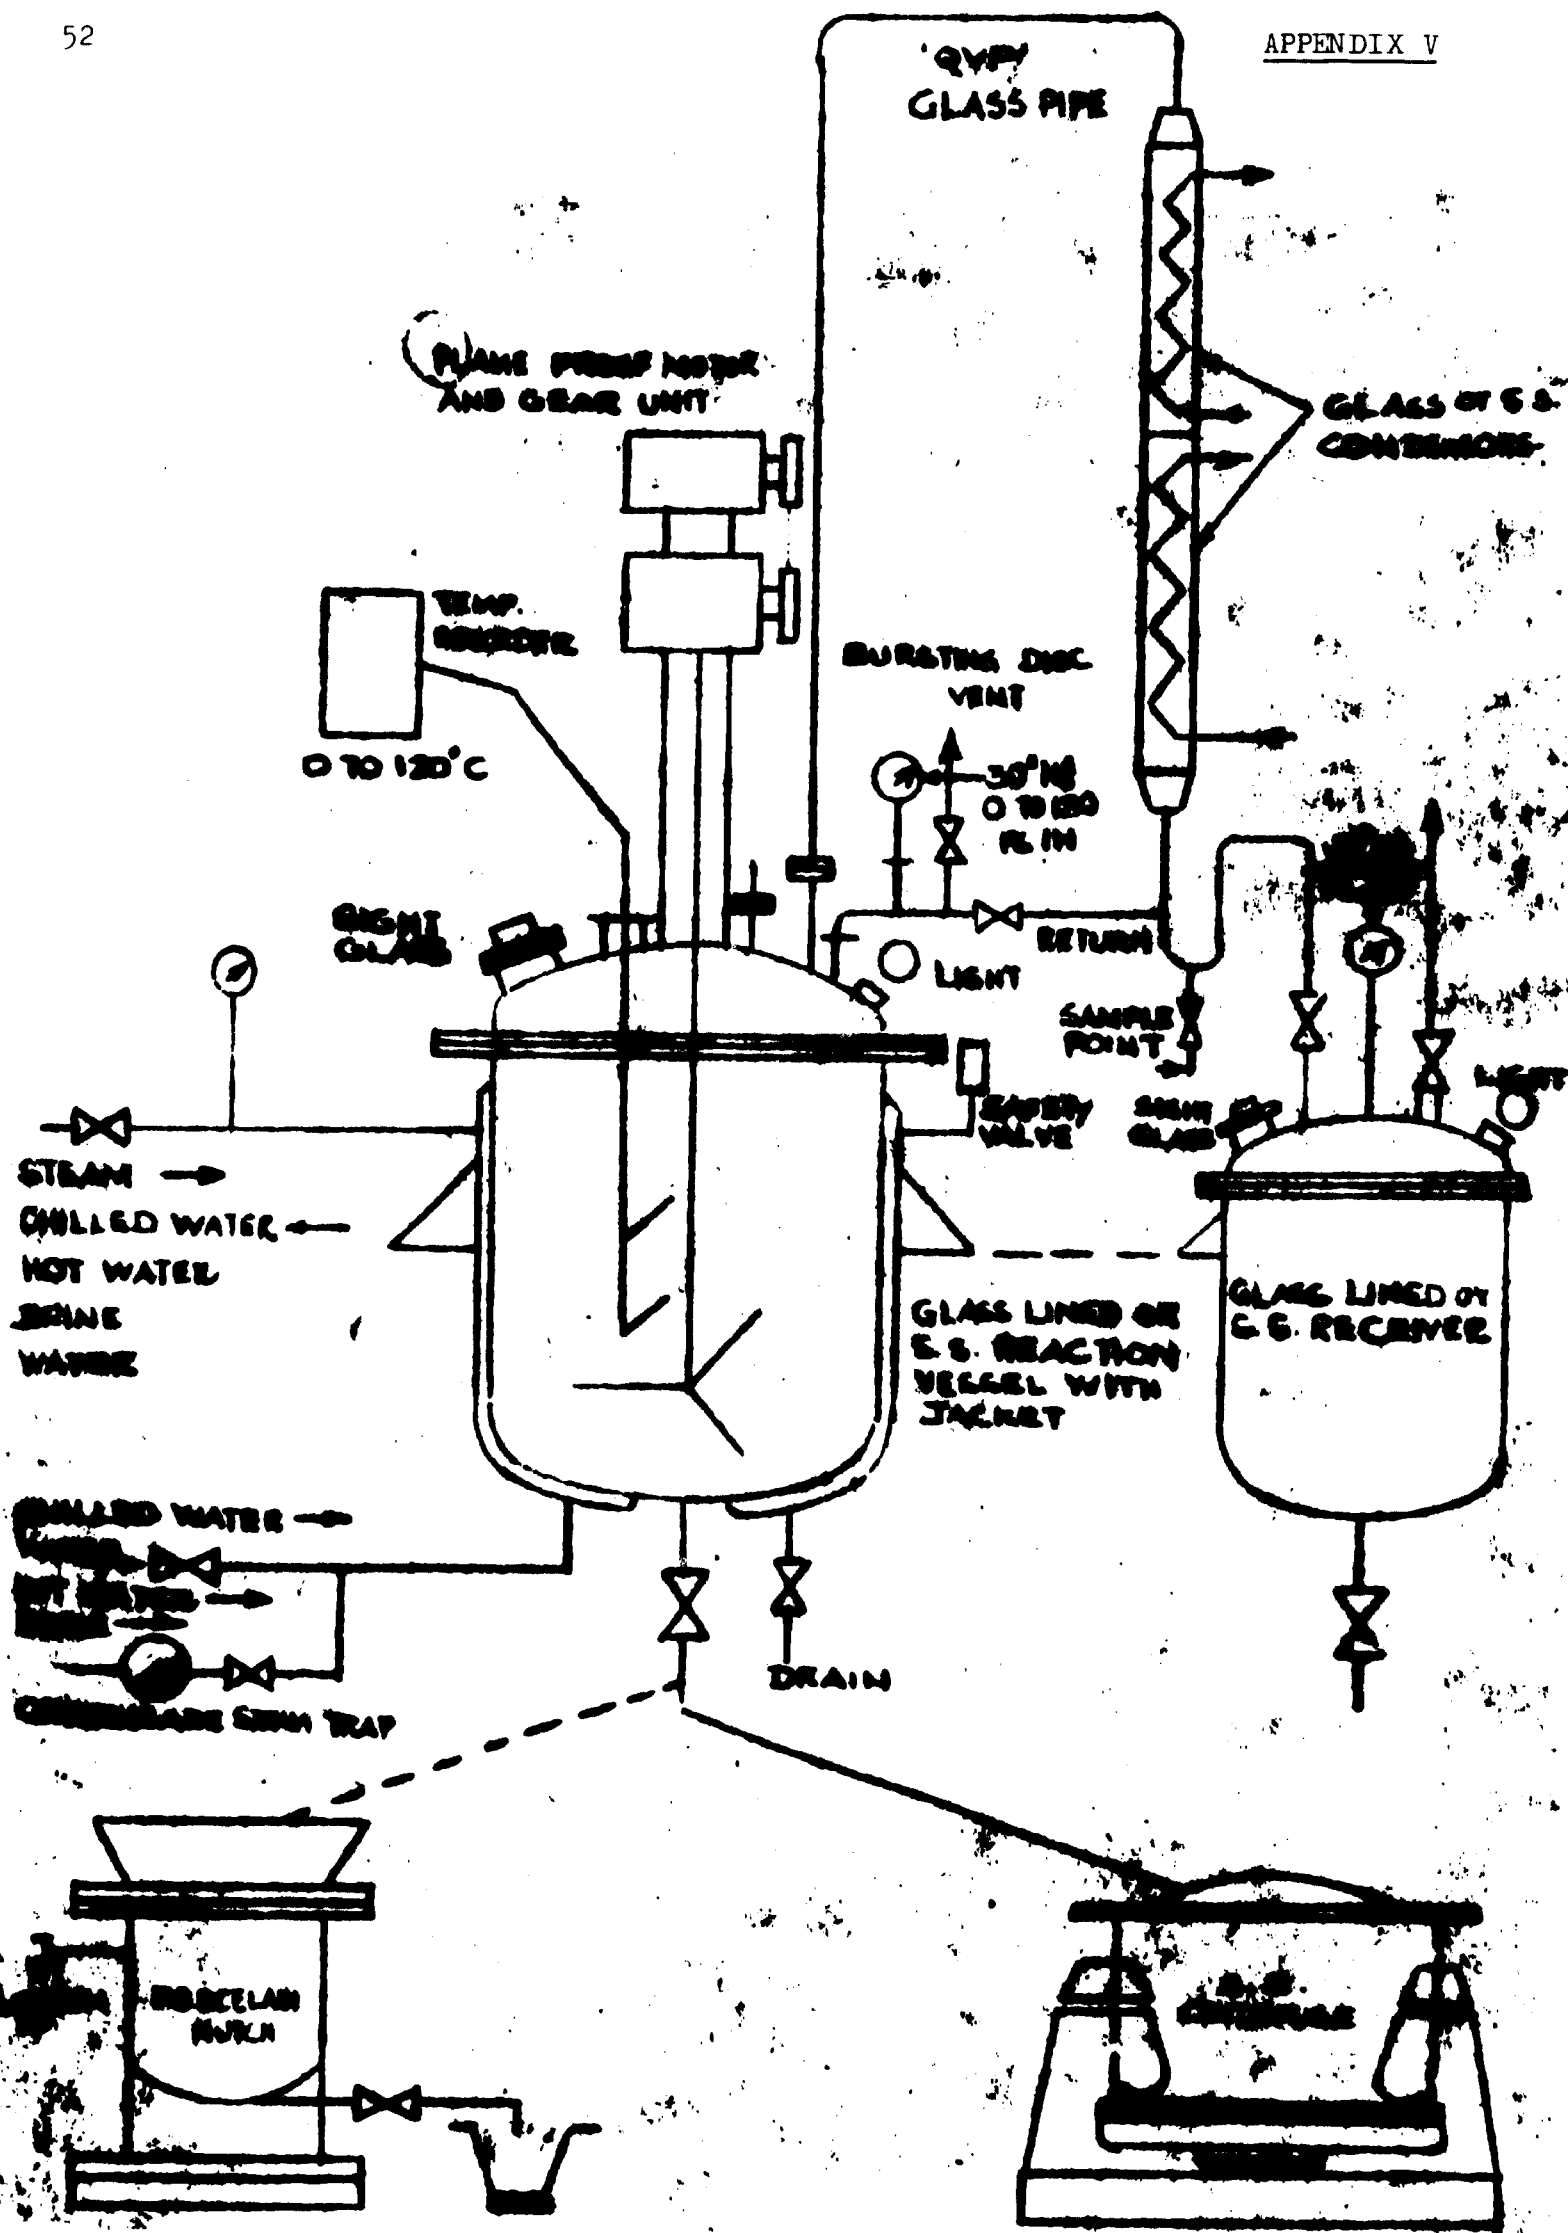 52
APPENDIX V
'QVF'
GLASS PIPE
FLAME PROOF MOTOR
AND GEAR UNIT
GLASS or S S.
CONDENSORS
TEMP.
RECORDER
0 TO 120°C
BURSTING DISC
VENT
30" Hg
0 TO
SIGHT
GLASS
LIGHT
RETURN
SAMPLE
POINT
LIGHT
SAFETY
VALVE
SIGHT
GLASS
STEAM
CHILLED WATER
HOT WATER
BRINE
WATER
GLASS LINED OR
S. S. REACTION
VESSEL WITH
JACKET
GLASS LINED or
S. S. RECEIVER
CHILLED WATER
HOT WATER
DRAIN
STEAM TRAP
PORCELAIN
NUTCH
S.S.
CENTRIFUGE